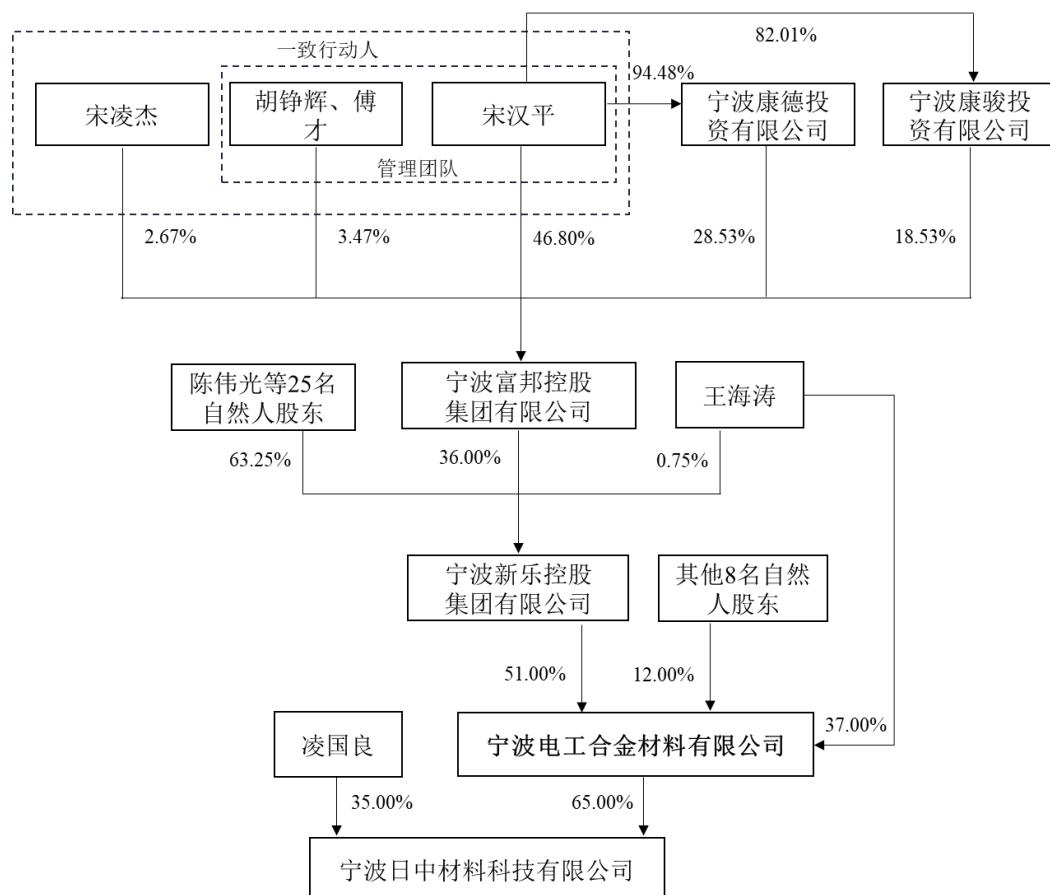 82.01%
一致行动人
94.48%
宋凌杰
胡铮辉、傅
才
宋汉平
宁波康德投
资有限公司
宁波康骏投
资有限公司
管理团队
2.67%
3.47%
46.80%
28.53%
18.53%
陈伟光等25名
自然人股东
宁波富邦控股
集团有限公司
王海涛
63.25%
36.00%
0.75%
宁波新乐控股
集团有限公司
其他8名自然
人股东
51.00%
12.00%
37.00%
凌国良
宁波电工合金材料有限公司
35.00%
65.00%
宁波日中材料科技有限公司